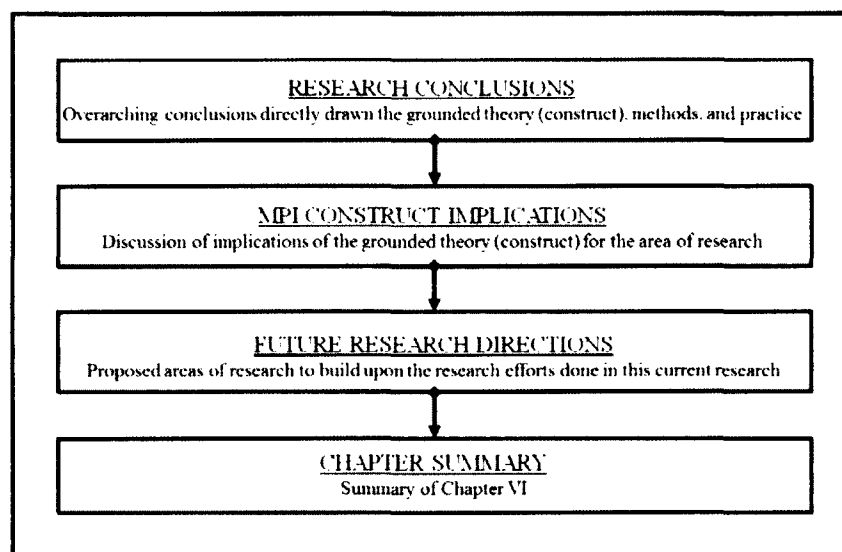 RESEARCH CONCLUSIONS
Overarching conclusions directly drawn the grounded theory (construct), methods, and practice
MPI CONSTRUCT IMPLICATIONS
Discussion of implications of the grounded theory (construct) for the area of research
FUTURE RESEARCH DIRECTIONS
Proposed areas of research to build upon the research efforts done in this current research
CHAPTER SUMMARY
Summary of Chapter VI